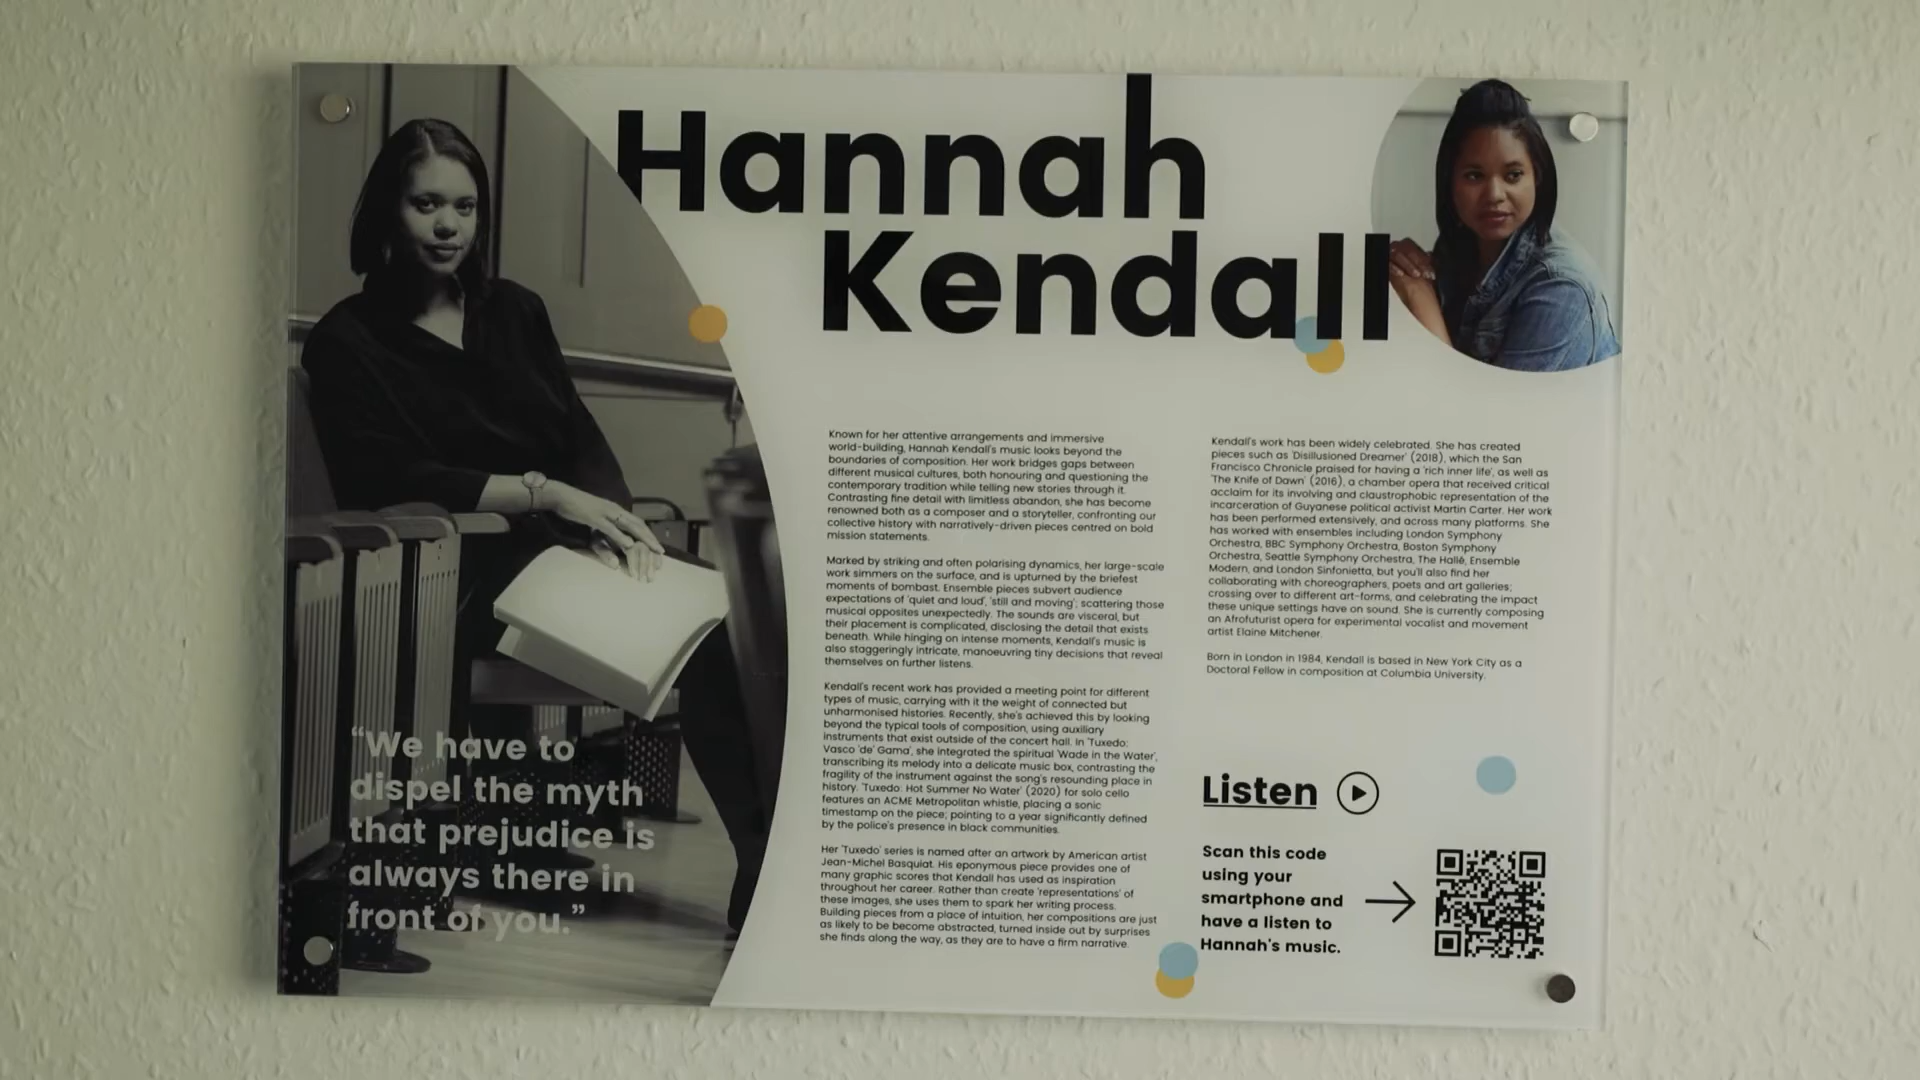 Hannah
Kendall
Known for her attentive arrangements and immersive
world-building, Hannah Kendall's music looks beyond the
boundaries of composition. Her work bridges gaps between
different musical cultures, both honouring and questioning the
contemporary tradition while telling new stories through it.
Contrasting fine detail with limitless abandon, she has become
renowned both as a composer and a storyteller, confronting our
collective history with narratively-driven pieces centred on bold
mission statements.
Marked by striking and often polarising dynamics, her large-scale
work simmers on the surface, and is upturned by the briefest
moments of bombast. Ensemble pieces subvert audience
expectations of 'quiet and loud', 'still and moving'; scattering those
musical opposites unexpectedly. The sounds are visceral, but
their placement is complicated, disclosing the detail that exists
beneath. While hinging on intense moments, Kendall's music is
also staggeringly intricate, manoeuvring tiny decisions that reveal
themselves on further listens.
Kendall's recent work has provided a meeting point for different
types of music, carrying with it the weight of connected but
unharmonised histories. Recently, she's achieved this by looking
beyond the typical tools of composition, using auxiliary
instruments that exist outside of the concert hall. In 'Tuxedo:
Vasco 'de' Gama', she integrated the spiritual 'Wade in the Water',
transcribing its melody into a delicate music box, contrasting the
fragility of the instrument against the song's resounding place in
history. 'Tuxedo: Hot Summer No Water' (2020) for solo cello
features an ACME Metropolitan whistle, placing a sonic
timestamp on the piece; pointing to a year significantly defined
by the police's presence in black communities.
Her 'Tuxedo' series is named after an artwork by American artist
Jean-Michel Basquiat. His eponymous piece provides one of
many graphic scores that Kendall has used as inspiration
throughout her career. Rather than create 'representations' of
these images, she uses them to spark her writing process.
Building pieces from a place of intuition, her compositions are just
as likely to be become abstracted, turned inside out by surprises
she finds along the way, as they are to have a firm narrative.
Kendall's work has been widely celebrated. She has created
pieces such as 'Disillusioned Dreamer' (2018), which the San
Francisco Chronicle praised for having a 'rich inner life', as well as
'The Knife of Dawn' (2016), a chamber opera that received critical
acclaim for its involving and claustrophobic representation of the
incarceration of Guyanese political activist Martin Carter. Her work
has been performed extensively, and across many platforms. She
has worked with ensembles including London Symphony
Orchestra, BBC Symphony Orchestra, Boston Symphony
Orchestra, Seattle Symphony Orchestra, The Hallé, Ensemble
Modern, and London Sinfonietta, but you'll also find her
collaborating with choreographers, poets and art galleries;
crossing over to different art-forms, and celebrating the impact
these unique settings have on sound. She is currently composing
an Afrofuturist opera for experimental vocalist and movement
artist Elaine Mitchener.
Born in London in 1984, Kendall is based in New York City as a
Doctoral Fellow in composition at Columbia University.
“We have to
dispel the myth
that prejudice is
always there in
front of you.”
Listen
Scan this code
using your
smartphone and
have a listen to
Hannah's music.